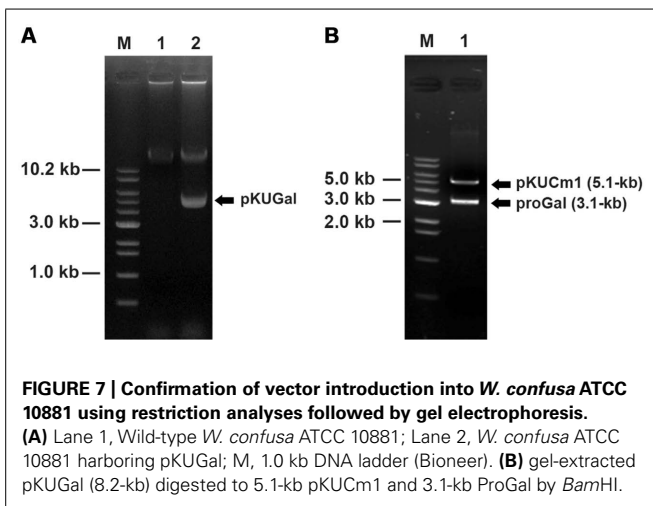 A
M 1 2
10.2 kb
3.0 kb
1.0 kb
pKUGal
B
M 1
5.0 kb
3.0 kb
2.0 kb
pKUCm1 (5.1-kb)
proGal (3.1-kb)
FIGURE 7 | Confirmation of vector introduction into W. confusa ATCC
10881 using restriction analyses followed by gel electrophoresis.
(A) Lane 1, Wild-type W. confusa ATCC 10881; Lane 2, W. confusa ATCC
10881 harboring pKUGal; M, 1.0 kb DNA ladder (Bioneer). (B) gel-extracted
pKUGal (8.2-kb) digested to 5.1-kb pKUCm1 and 3.1-kb ProGal by BamHI.